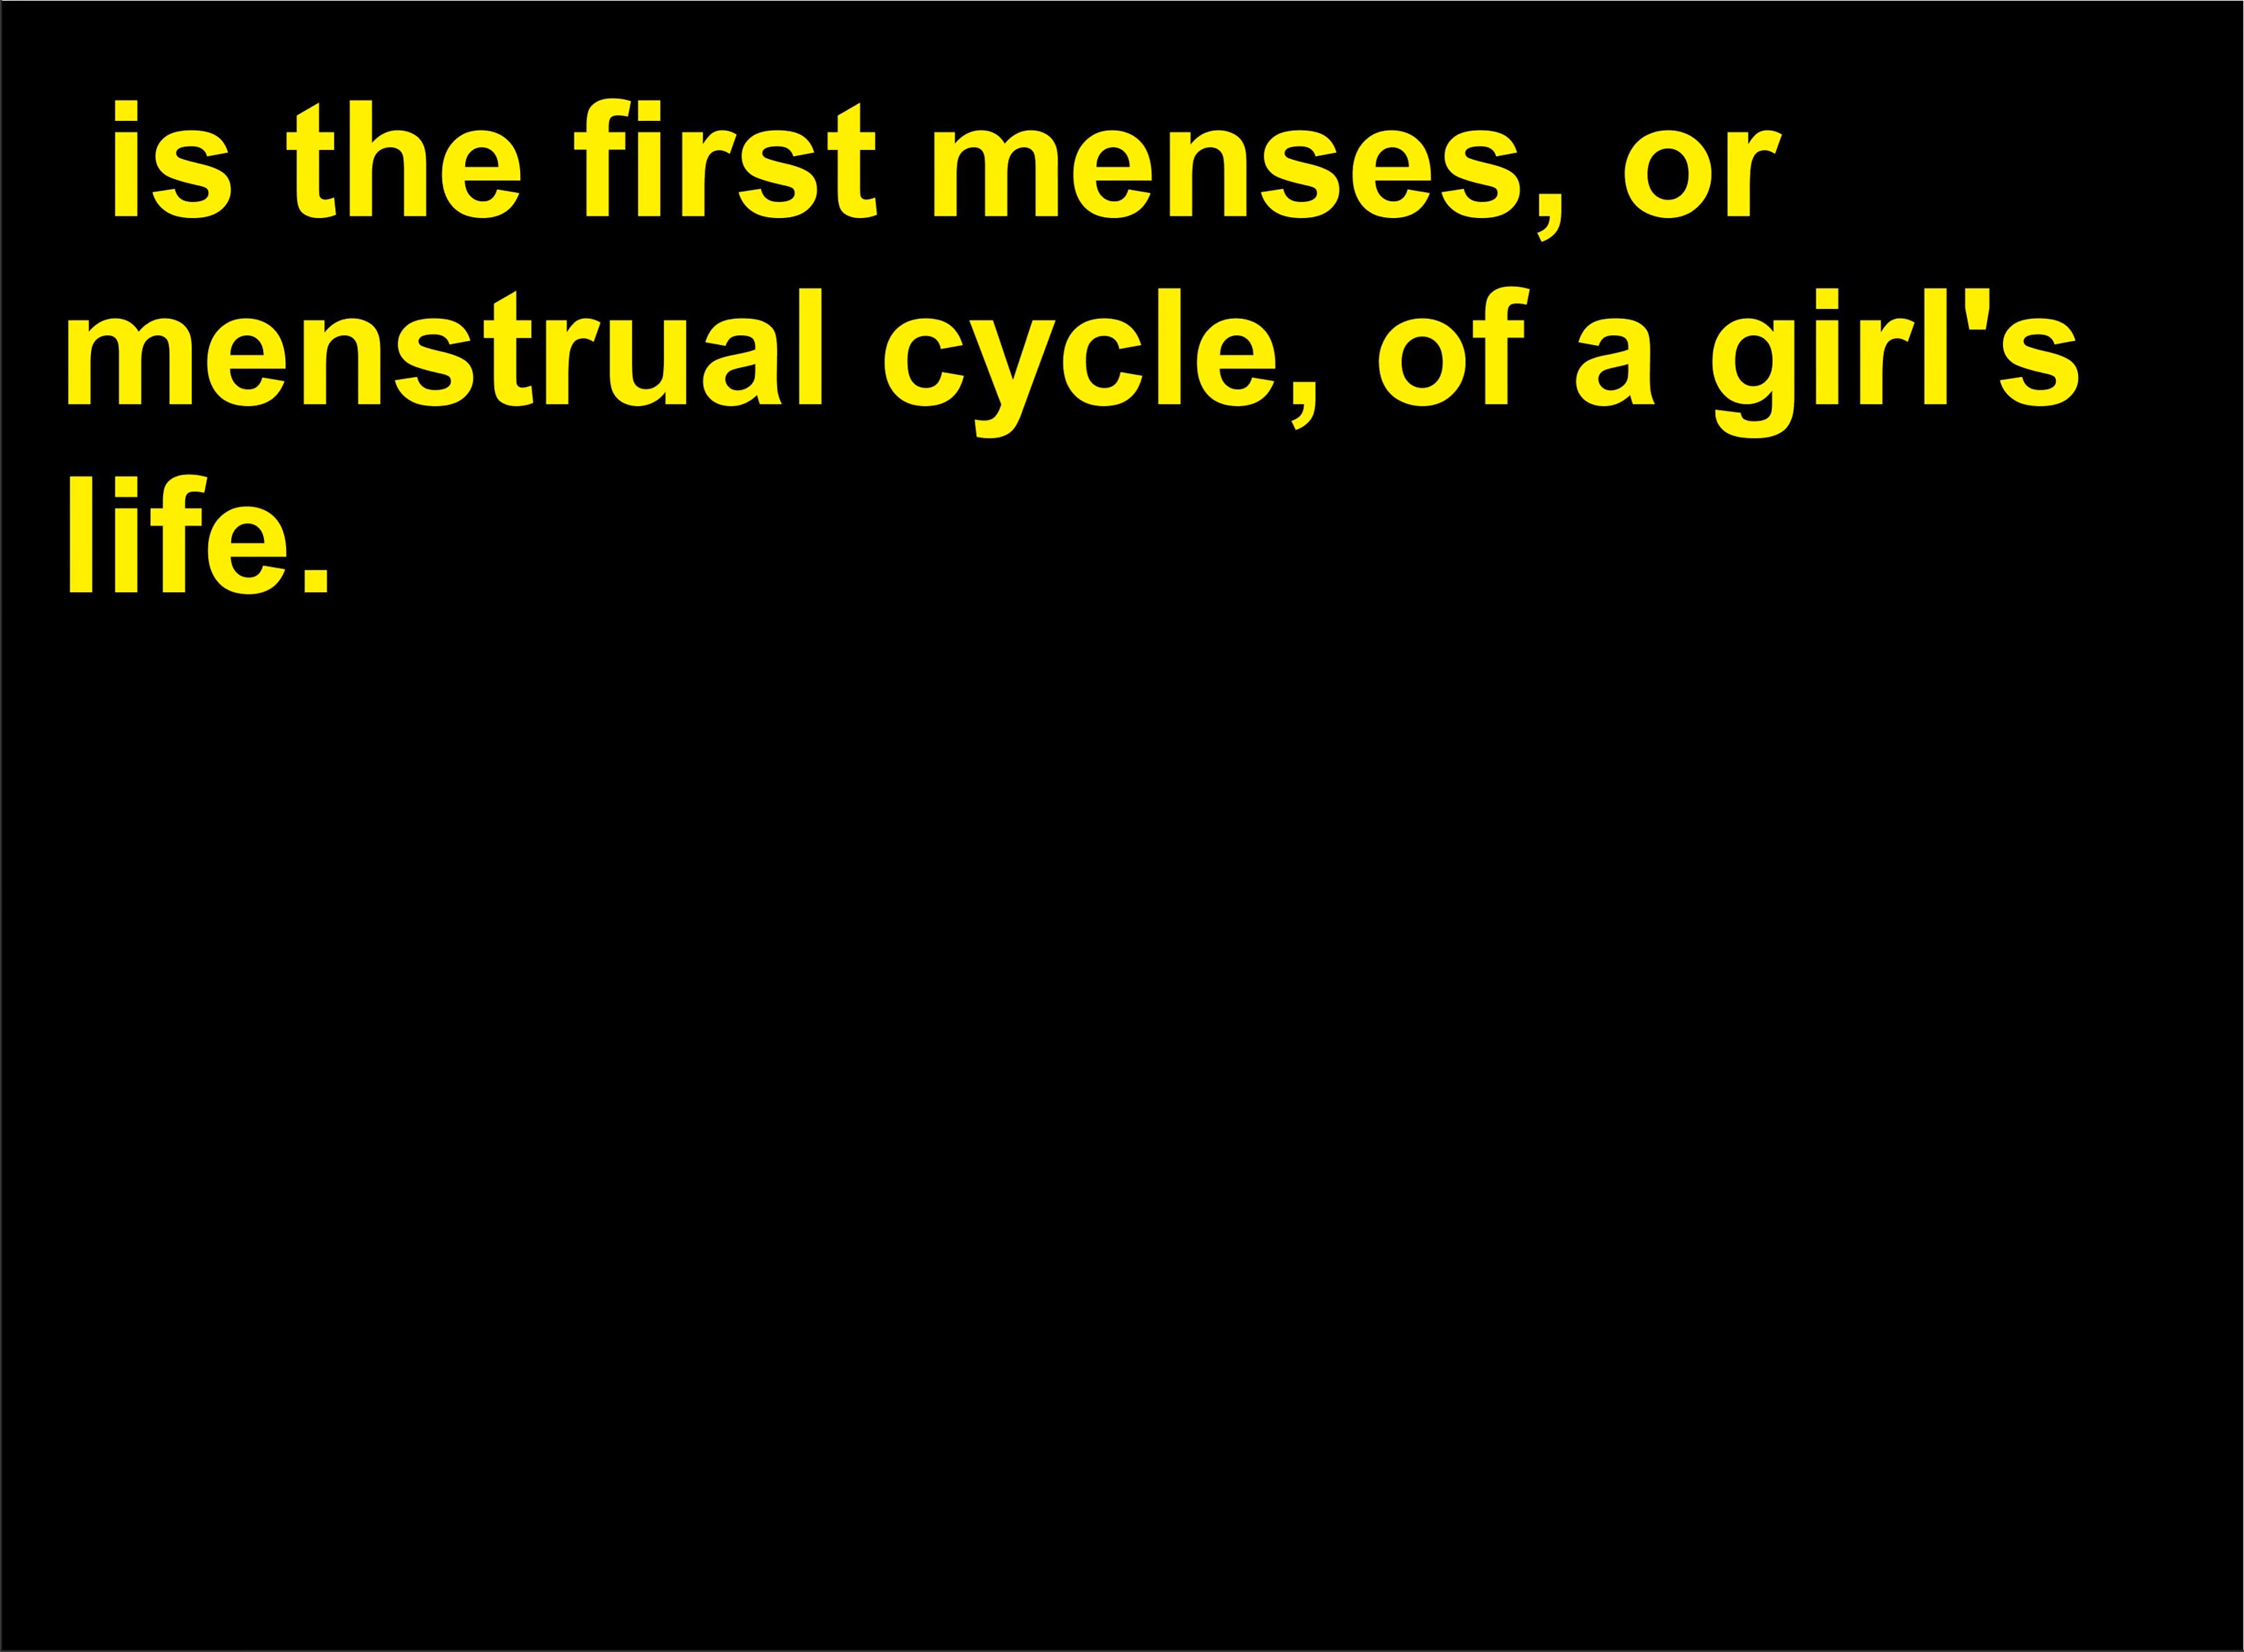 is the first menses, or
menstrual cycle, of a girl's
life.